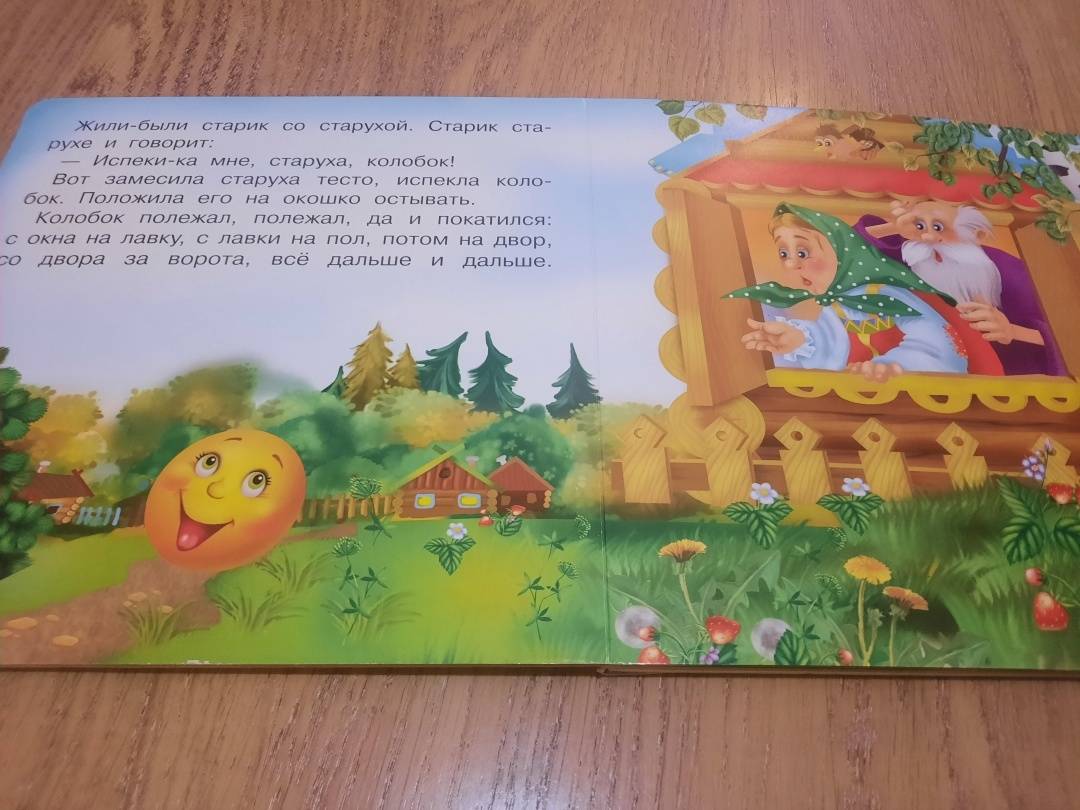 Жили-были старик со старухой. Старик ста-
рухе и говорит:
— Испеки-ка мне, старуха, колобок!
Вот замесила старуха тесто, испекла коло-
бок. Положила его на окошко остывать.
Колобок полежал, полежал, да и покатился:
с окна на лавку, с лавки на пол, потом на двор,
со двора за ворота, всё дальше и дальше.